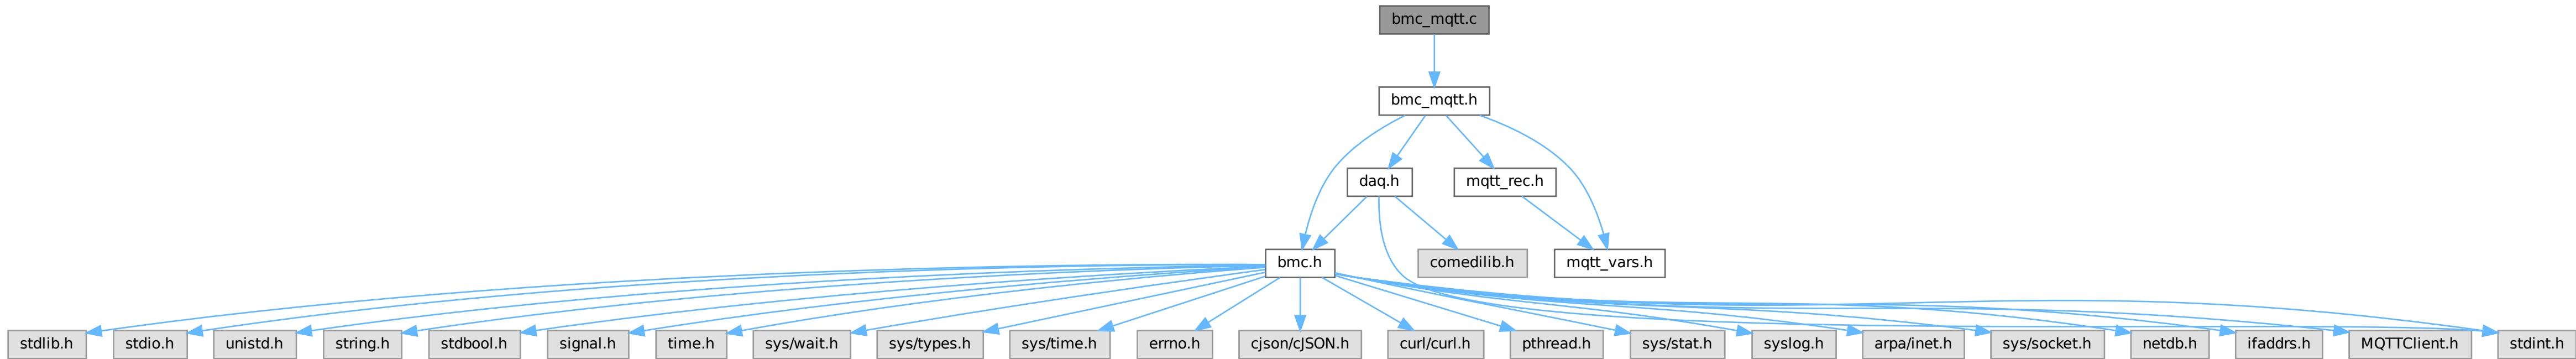 bmc_mqtt.c
bmc_mqtt.h
daq.h
mqtt_rec.h
bmc.h
comedilib.h
mqtt_vars.h
stdlib.h
stdio.h
unistd.h
string.h
stdbool.h
signal.h
time.h
sys/wait.h
sys/types.h
sys/time.h
errno.h
cjson/cJSON.h
curl/curl.h
pthread.h
sys/stat.h
syslog.h
arpa/inet.h
sys/socket.h
netdb.h
ifaddrs.h
MQTTClient.h
stdint.h